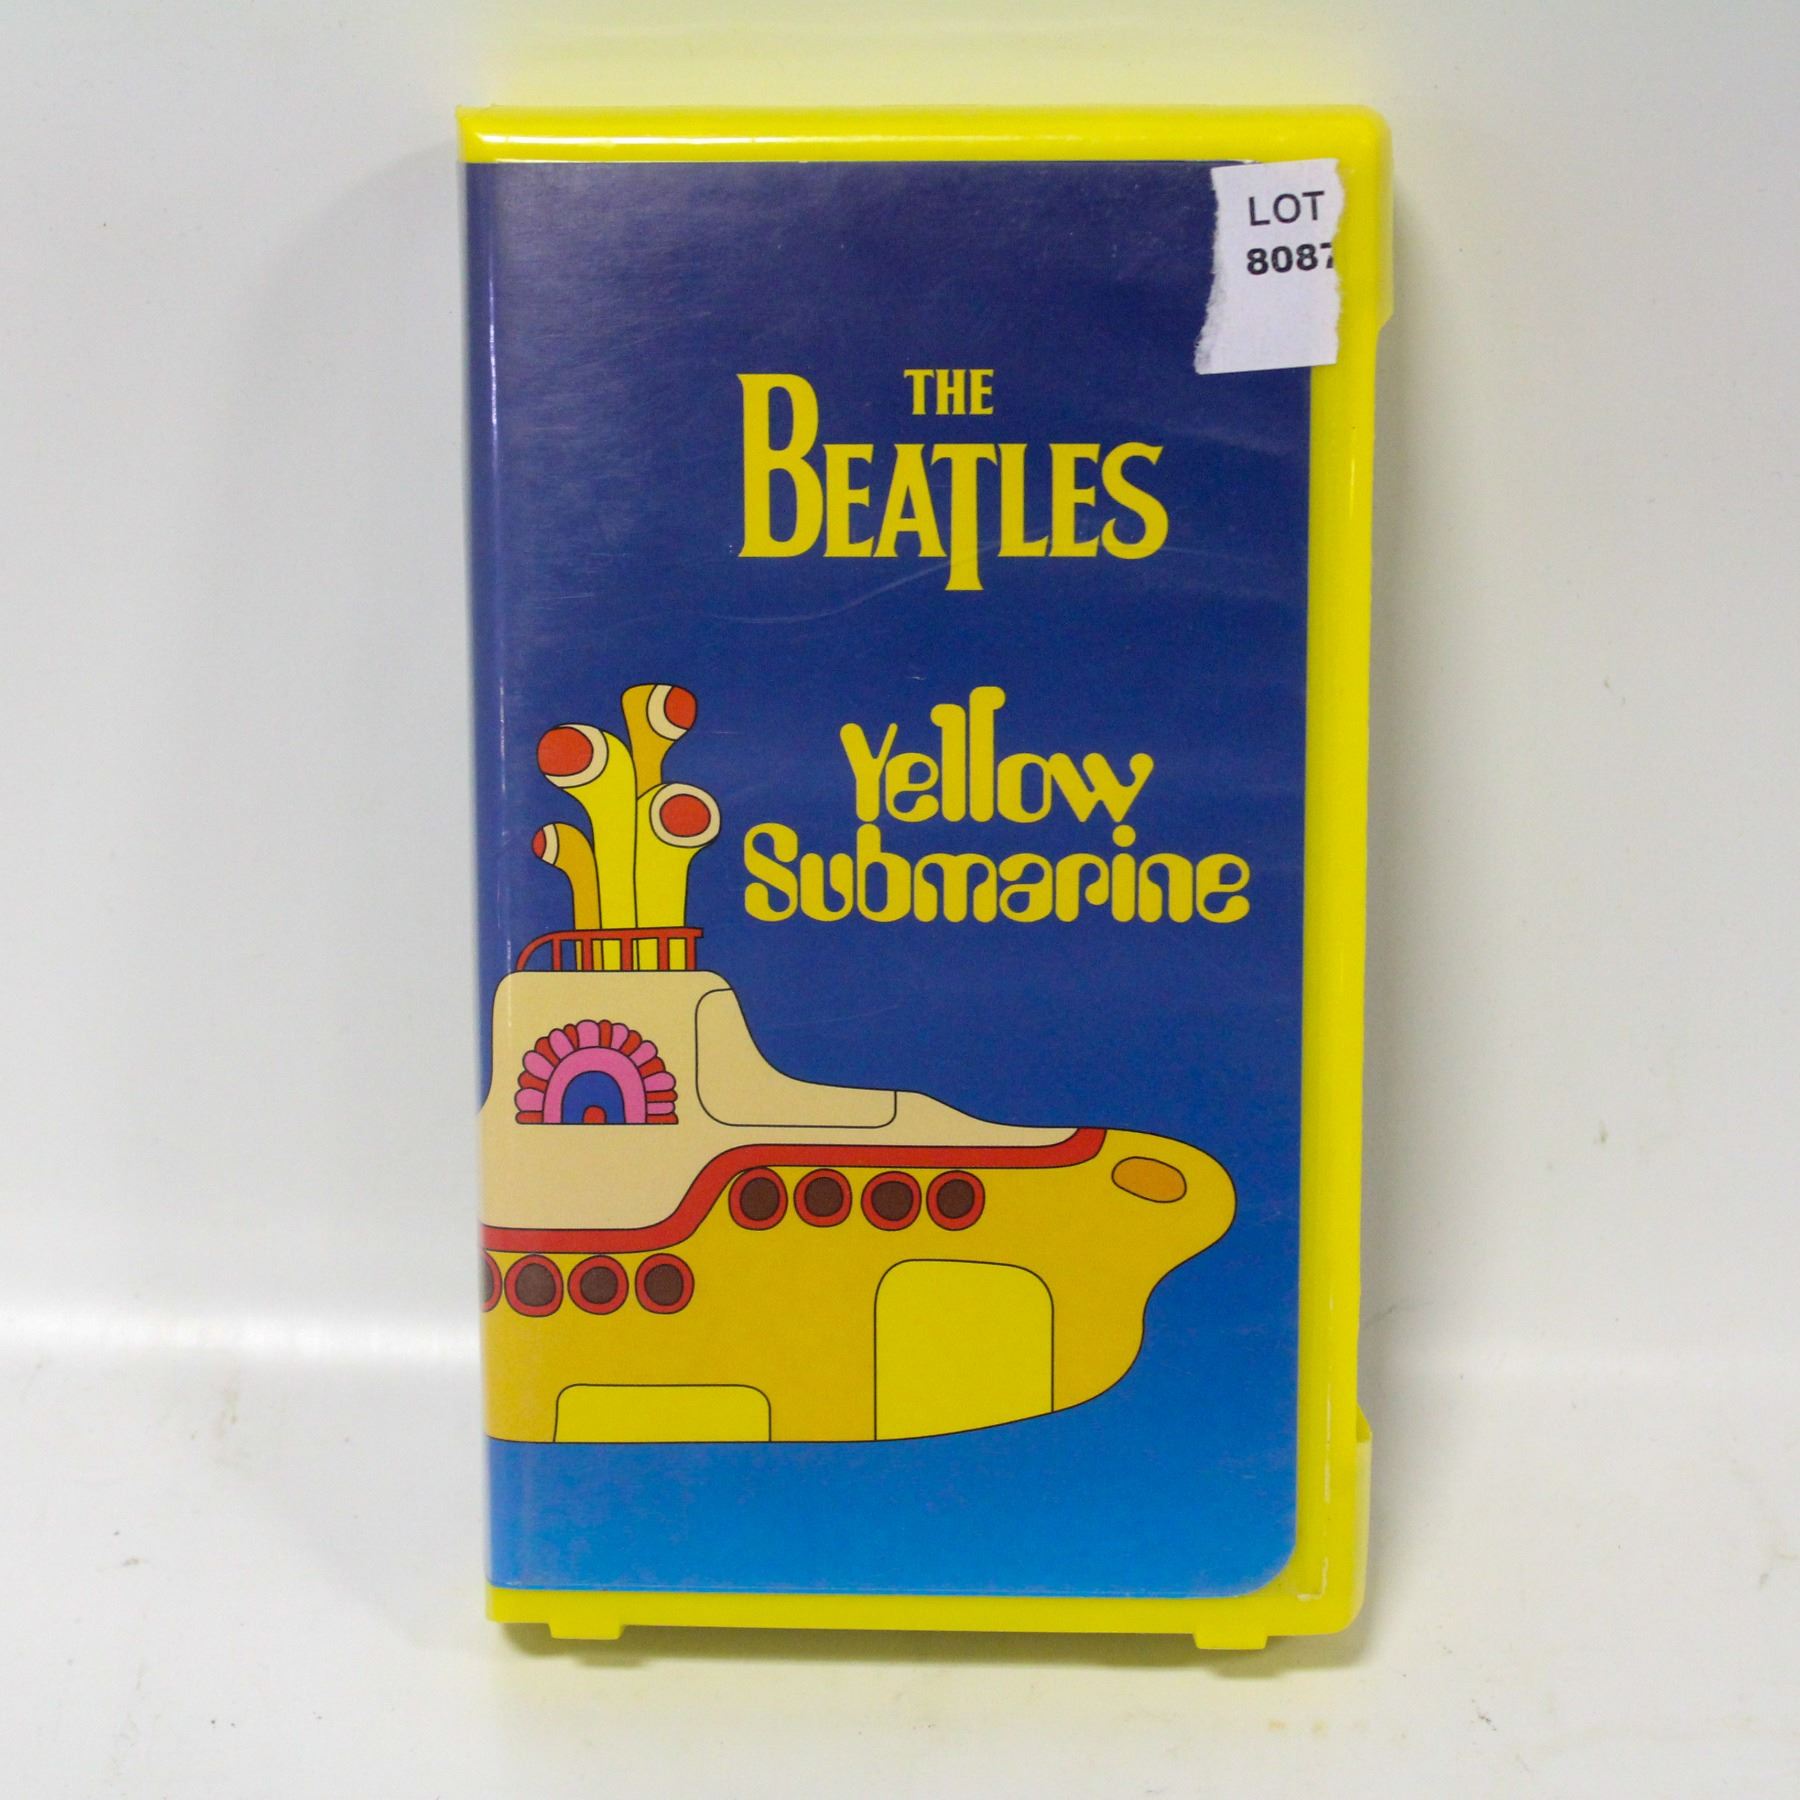 LOT
8087
THE
BEATLES
Yellow
Submarine